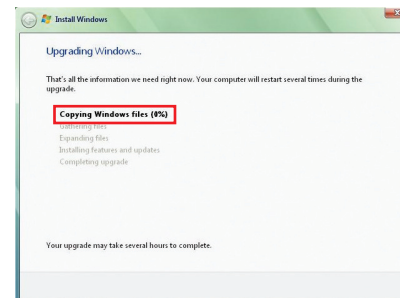 Install Windows
Upgrading Windows...
That's all the information we need right now. Your computer will restart several times during the
upgrade.
Copying Windows files (0%)
Gathering files
Expanding files
Installing features and updates
Completing upgrade
Your upgrade may take several hours to complete.